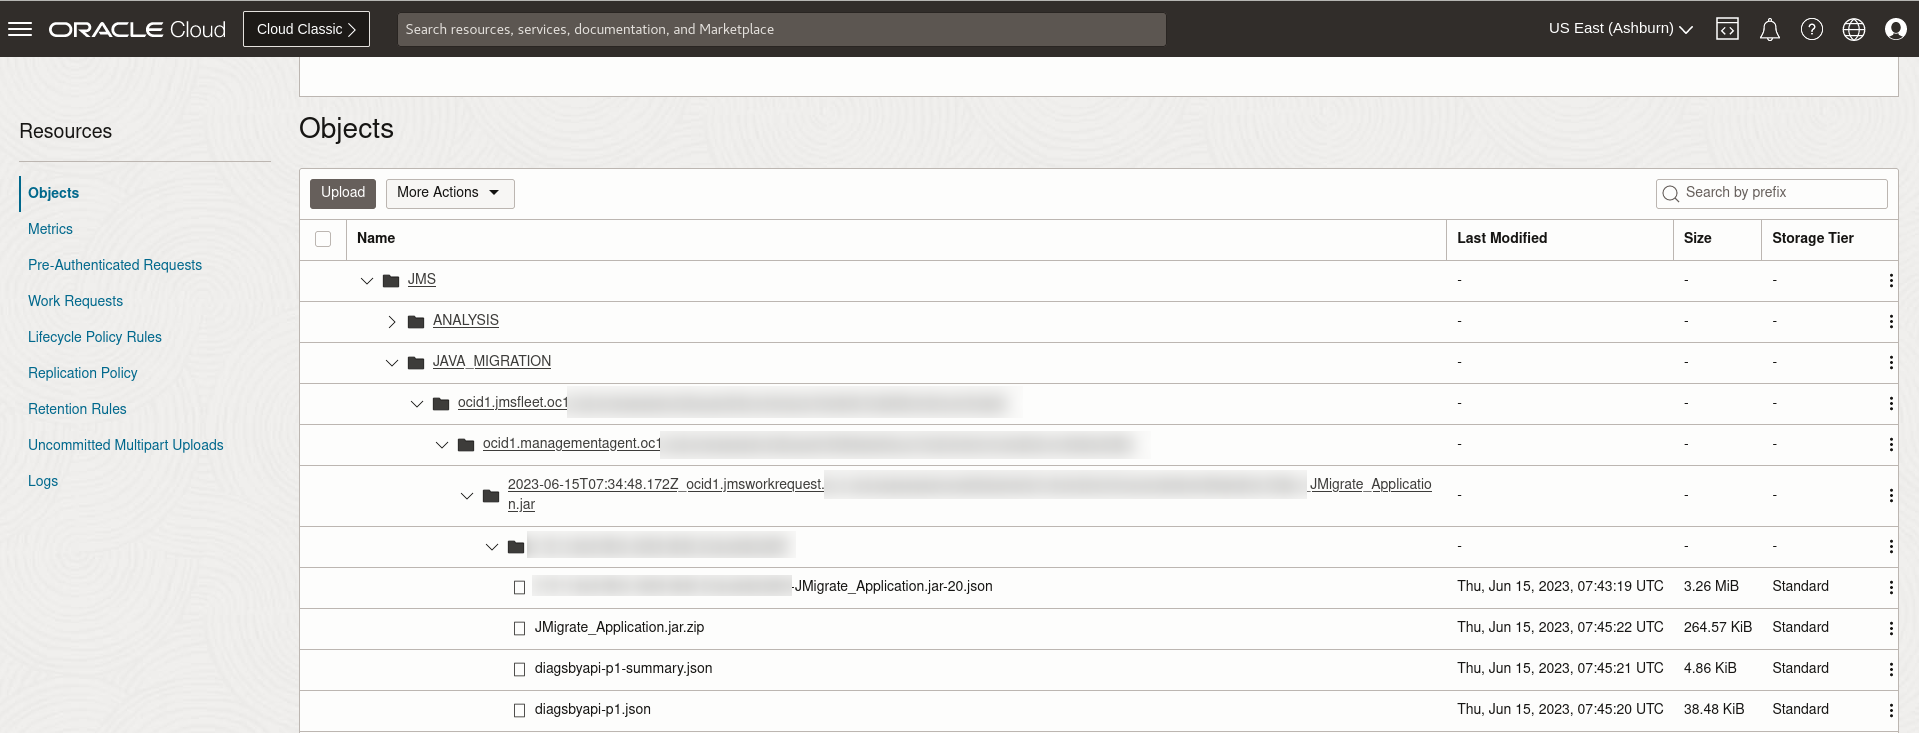 ORACLE Cloud
Cloud Classic
Search resources, services, documentation, and Marketplace
US East (Ashburn)
Resources
Objects
Metrics
Pre-Authenticated Requests
Work Requests
Lifecycle Policy Rules
Replication Policy
Retention Rules
Uncommitted Multipart Uploads
Logs
Objects
Upload More Actions Search by prefix
Name Last Modified Size Storage Tier
JMS - - -
ANALYSIS - - -
JAVA_MIGRATION - - -
ocid1.jmsfleet.oc1 - - -
ocid1.managementagent.oc1 - - -
2023-06-15T07:34:48.172Z_ocid1.jmsworkrequest. _JMigrate_Applicatio
n.jar - - -
- - -
-JMigrate_Application.jar-20.json Thu, Jun 15, 2023, 07:43:19 UTC 3.26 MiB Standard
JMigrate_Application.jar.zip Thu, Jun 15, 2023, 07:45:22 UTC 264.57 KiB Standard
diagsbyapi-p1-summary.json Thu, Jun 15, 2023, 07:45:21 UTC 4.86 KiB Standard
diagsbyapi-p1.json Thu, Jun 15, 2023, 07:45:20 UTC 38.48 KiB Standard